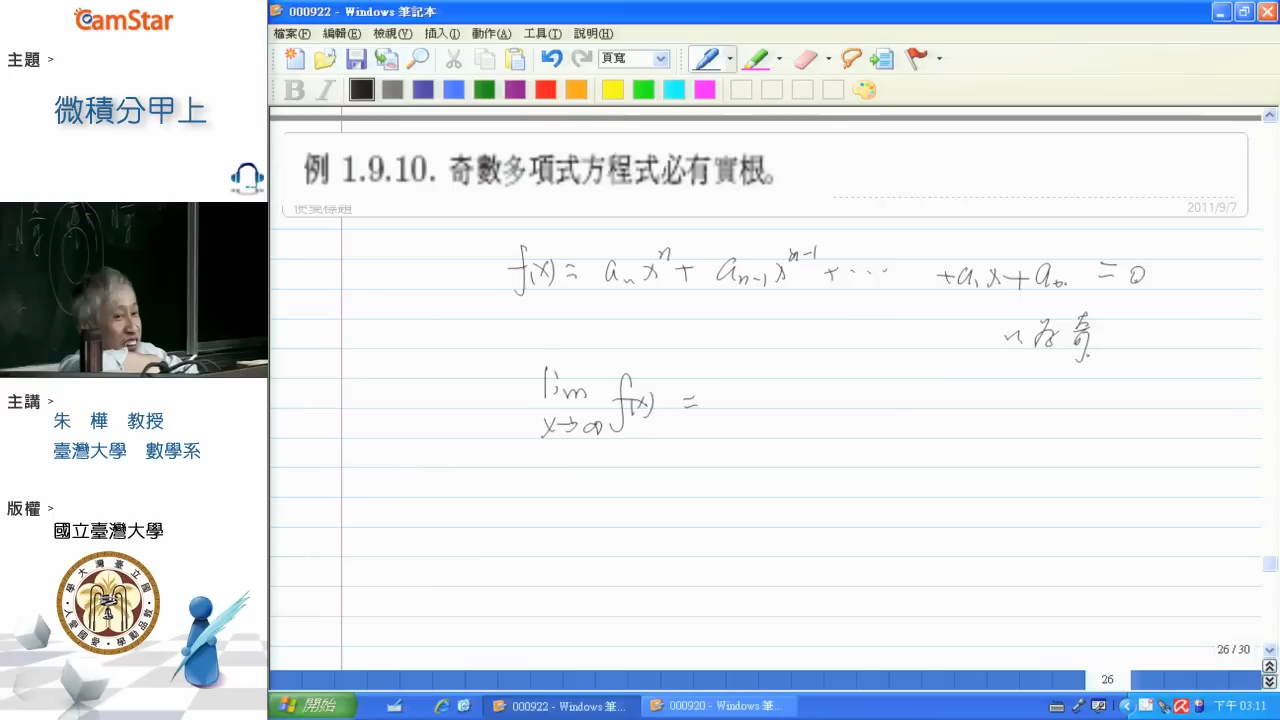 CamStar
主題 >
微積分甲上
主講 >
朱 樺 教授
臺灣大學 數學系
版權 >
國立臺灣大學
000922 - Windows 筆記本
檔案(F) 編輯(E) 檢視(V) 插入(I) 動作(A) 工具(T) 說明(H)
頁寬
B I
例 1.9.10. 奇數多項式方程式必有實根。
便箋標題
2011/9/7
f(x) = aₙxⁿ + aₙ₋₁xⁿ⁻¹ + ⋯ + a₁x + a₀ = 0
n 為奇
lim f(x) =
x→∞
26 / 30
26
開始
000922 - Windows 筆...
000920 - Windows 筆...
下午 03:11